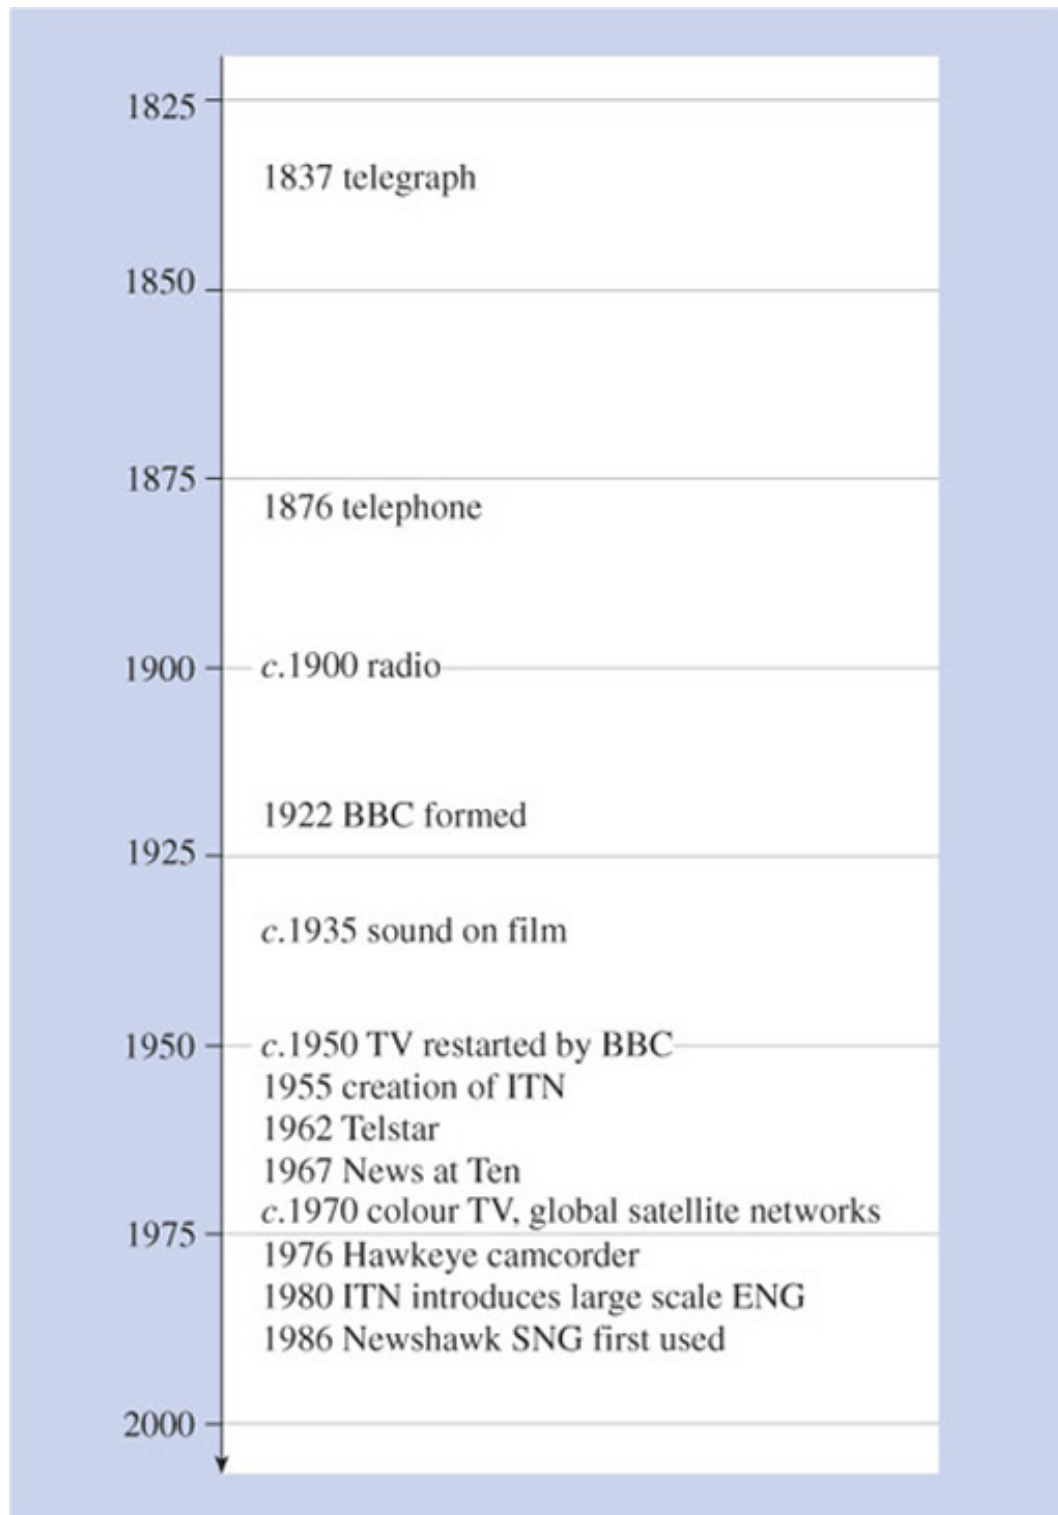 1825
1837 telegraph
1850
1875
1876 telephone
1900
c.1900 radio
1922 BBC formed
1925
c.1935 sound on film
1950
c.1950 TV restarted by BBC
1955 creation of ITN
1962 Telstar
1967 News at Ten
c.1970 colour TV, global satellite networks
1975
1976 Hawkeye camcorder
1980 ITN introduces large scale ENG
1986 Newshawk SNG first used
2000